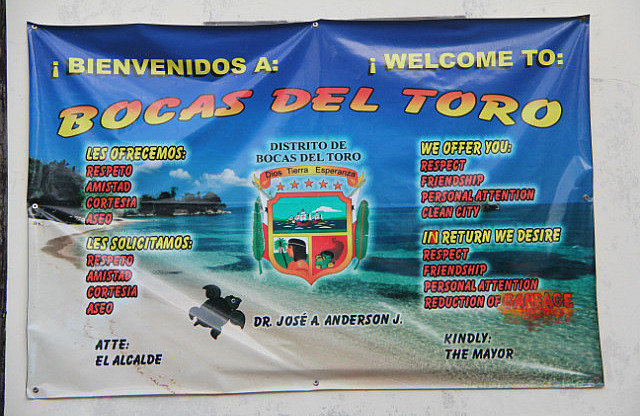 ¡ BIENVENIDOS A:
¡ WELCOME TO:
BOCAS DEL TORO
LES OFRECEMOS:
RESPETO
AMISTAD
CORTESIA
ASEO
LES SOLICITAMOS:
RESPETO
AMISTAD
CORTESIA
ASEO
ATTE:
EL ALCALDE
DISTRITO DE
BOCAS DEL TORO
Dios Tierra Esperanza
DR. JOSÉ A. ANDERSON J.
WE OFFER YOU:
RESPECT
FRIENDSHIP
PERSONAL ATTENTION
CLEAN CITY
IN RETURN WE DESIRE
RESPECT
FRIENDSHIP
PERSONAL ATTENTION
REDUCTION OF GARBAGE
KINDLY:
THE MAYOR